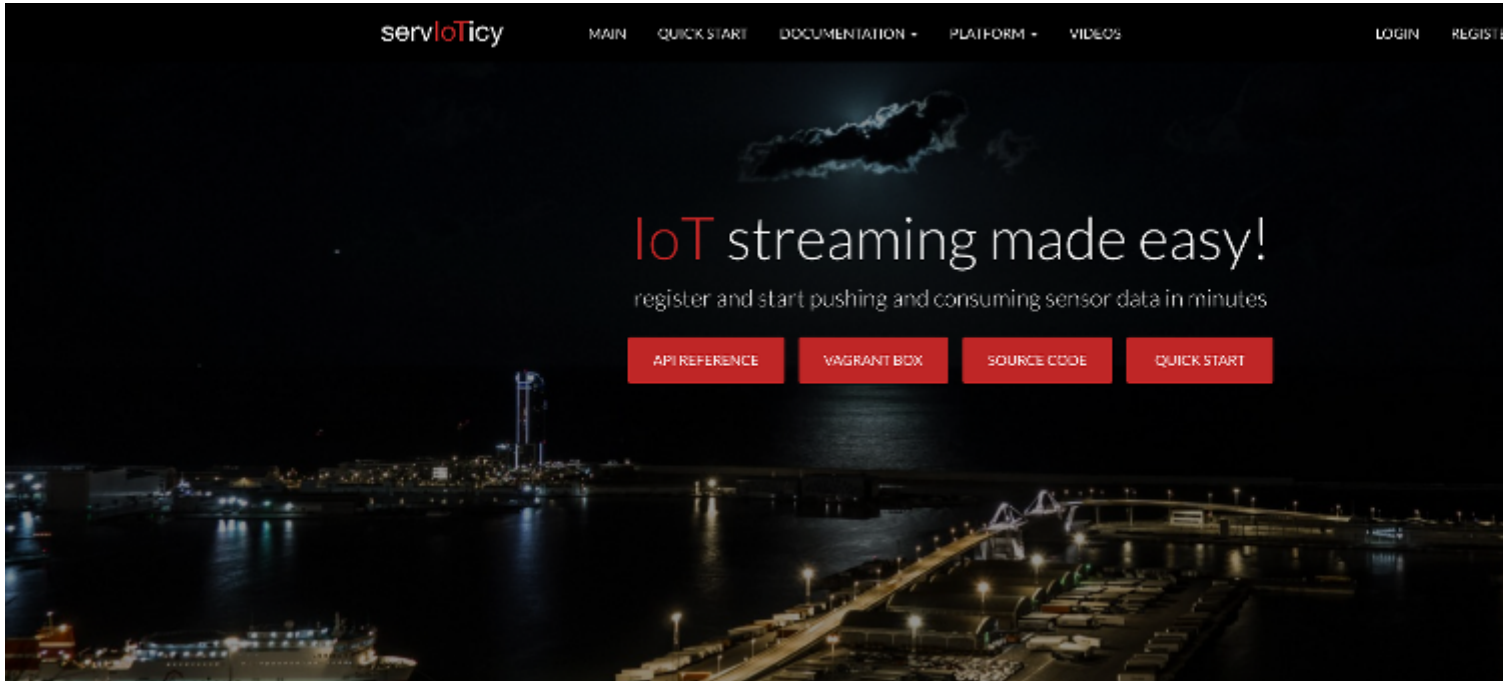 servIoTicy MAIN QUICK START DOCUMENTATION PLATFORM VIDEOS LOGIN REGISTE
IoT streaming made easy!
register and start pushing and consuming sensor data in minutes
API REFERENCE VAGRANT BOX SOURCE CODE QUICK START